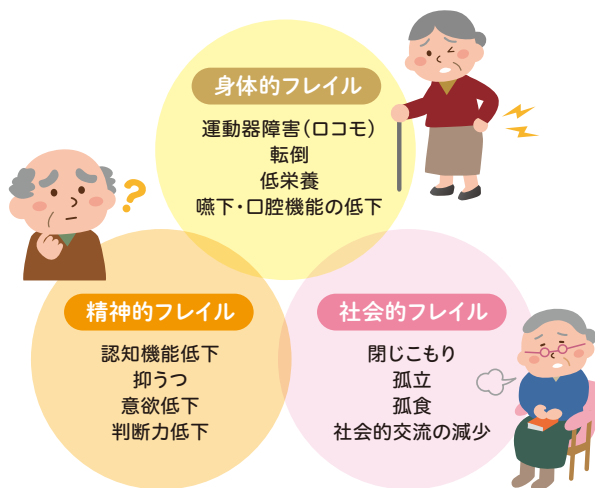 身体的フレイル
運動器障害(ロコモ)
転倒
低栄養
嚥下・口腔機能の低下
?
精神的フレイル
認知機能低下
抑うつ
意欲低下
判断力低下
社会的フレイル
閉じこもり
孤立
孤食
社会的交流の減少